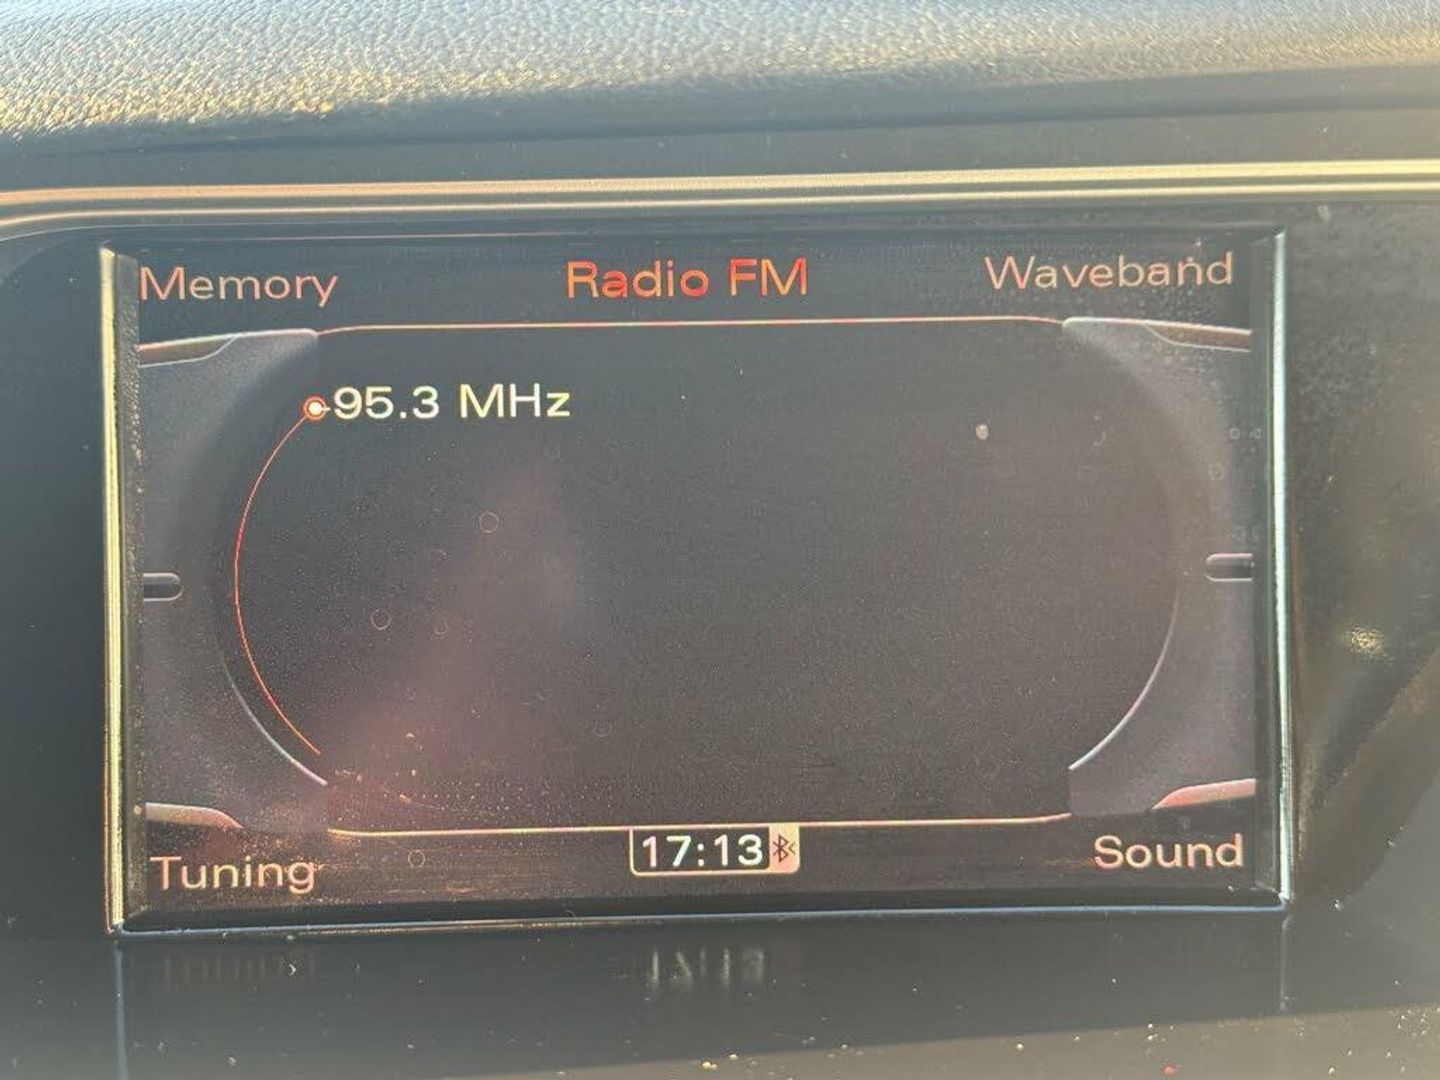 Memory Radio FM Waveband
95.3 MHz
17:13
Tuning Sound